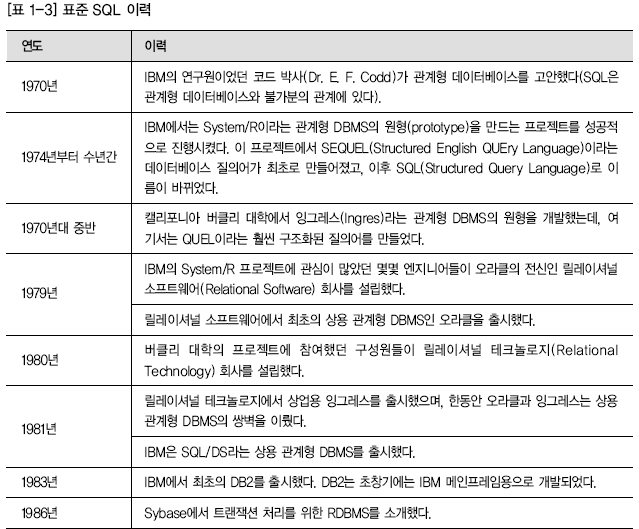 [표 1-3] 표준 SQL 이력
연도
이력
1970년
IBM의 연구원이었던 코드 박사(Dr. E. F. Codd)가 관계형 데이터베이스를 고안했다(SQL은
관계형 데이터베이스와 불가분의 관계에 있다).
1974년부터 수년간
IBM에서는 System/R이라는 관계형 DBMS의 원형(prototype)을 만드는 프로젝트를 성공적
으로 진행시켰다. 이 프로젝트에서 SEQUEL(Structured English QUEry Language)이라는
데이터베이스 질의어가 최초로 만들어졌고, 이후 SQL(Structured Query Language)로 이
름이 바뀌었다.
1970년대 중반
캘리포니아 버클리 대학에서 잉그레스(Ingres)라는 관계형 DBMS의 원형을 개발했는데, 여
기서는 QUEL이라는 훨씬 구조화된 질의어를 만들었다.
1979년
IBM의 System/R 프로젝트에 관심이 많았던 몇몇 엔지니어들이 오라클의 전신인 릴레이셔널
소프트웨어(Relational Software) 회사를 설립했다.
릴레이셔널 소프트웨어에서 최초의 상용 관계형 DBMS인 오라클을 출시했다.
1980년
버클리 대학의 프로젝트에 참여했던 구성원들이 릴레이셔널 테크놀로지(Relational
Technology) 회사를 설립했다.
1981년
릴레이셔널 테크놀로지에서 상업용 잉그레스를 출시했으며, 한동안 오라클과 잉그레스는 상용
관계형 DBMS의 쌍벽을 이뤘다.
IBM은 SQL/DS라는 상용 관계형 DBMS를 출시했다.
1983년
IBM에서 최초의 DB2를 출시했다. DB2는 초창기에는 IBM 메인프레임용으로 개발되었다.
1986년
Sybase에서 트랜잭션 처리를 위한 RDBMS를 소개했다.